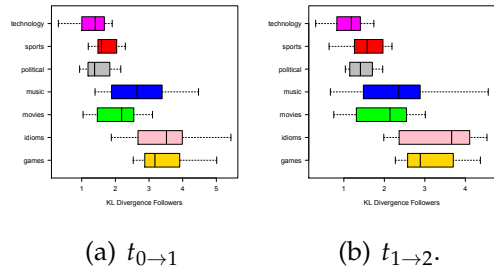 technology
sports
political
music
movies
idioms
games
1 2 3 4 5
KL Divergence Followers
(a) t0→1
technology
sports
political
music
movies
idioms
games
1 2 3 4
KL Divergence Followers
(b) t1→2.